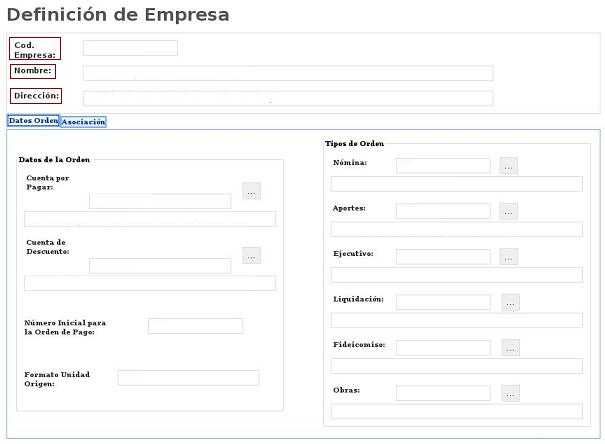 Definición de Empresa
Cod.
Empresa:
Nombre:
Dirección:
Datos Orden Asociación
Datos de la Orden
Cuenta por
Pagar:
...
Cuenta de
Descuento:
...
Número Inicial para
la Orden de Pago:
Formato Unidad
Origen:
Tipos de Orden
Nómina:
...
Aportes:
...
Ejecutivo:
...
Liquidación:
...
Fideicomiso:
...
Obras:
...